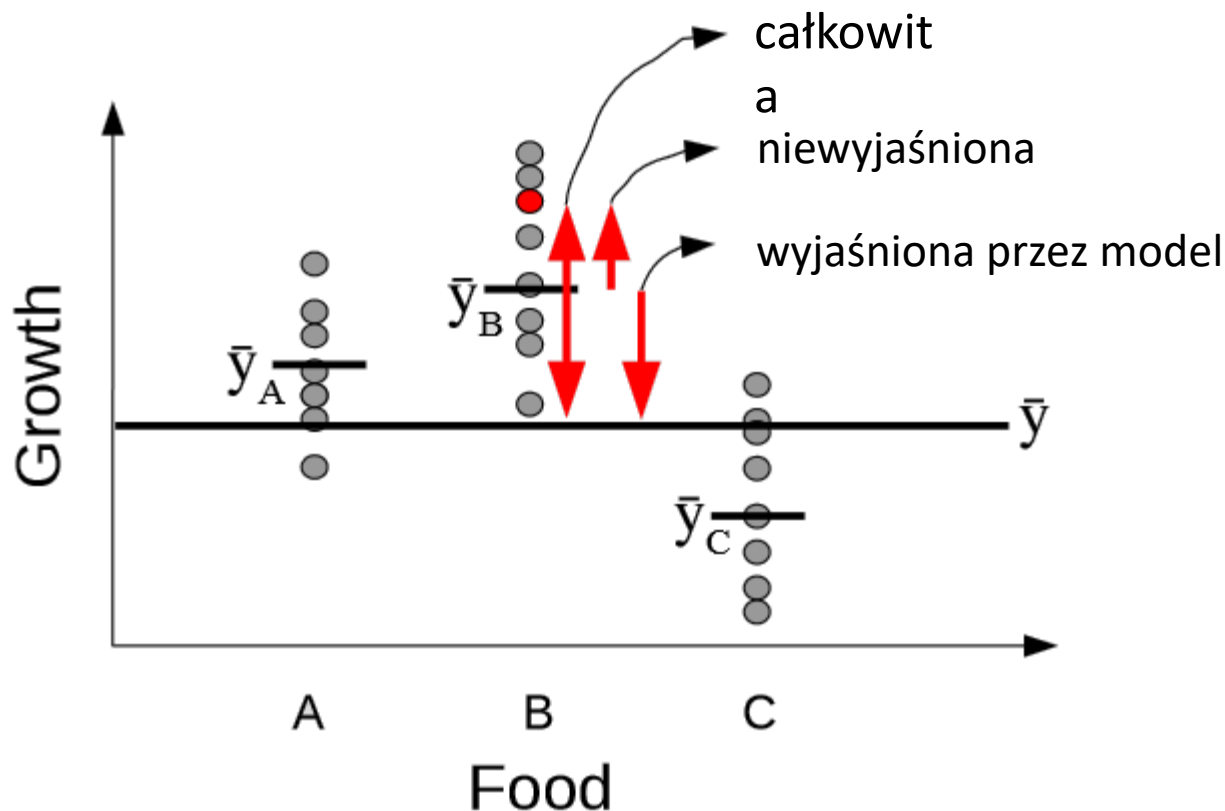 całkowit
a
niewyjaśniona
wyjaśniona przez model
Growth
ȳA
ȳB
ȳC
ȳ
A B C
Food